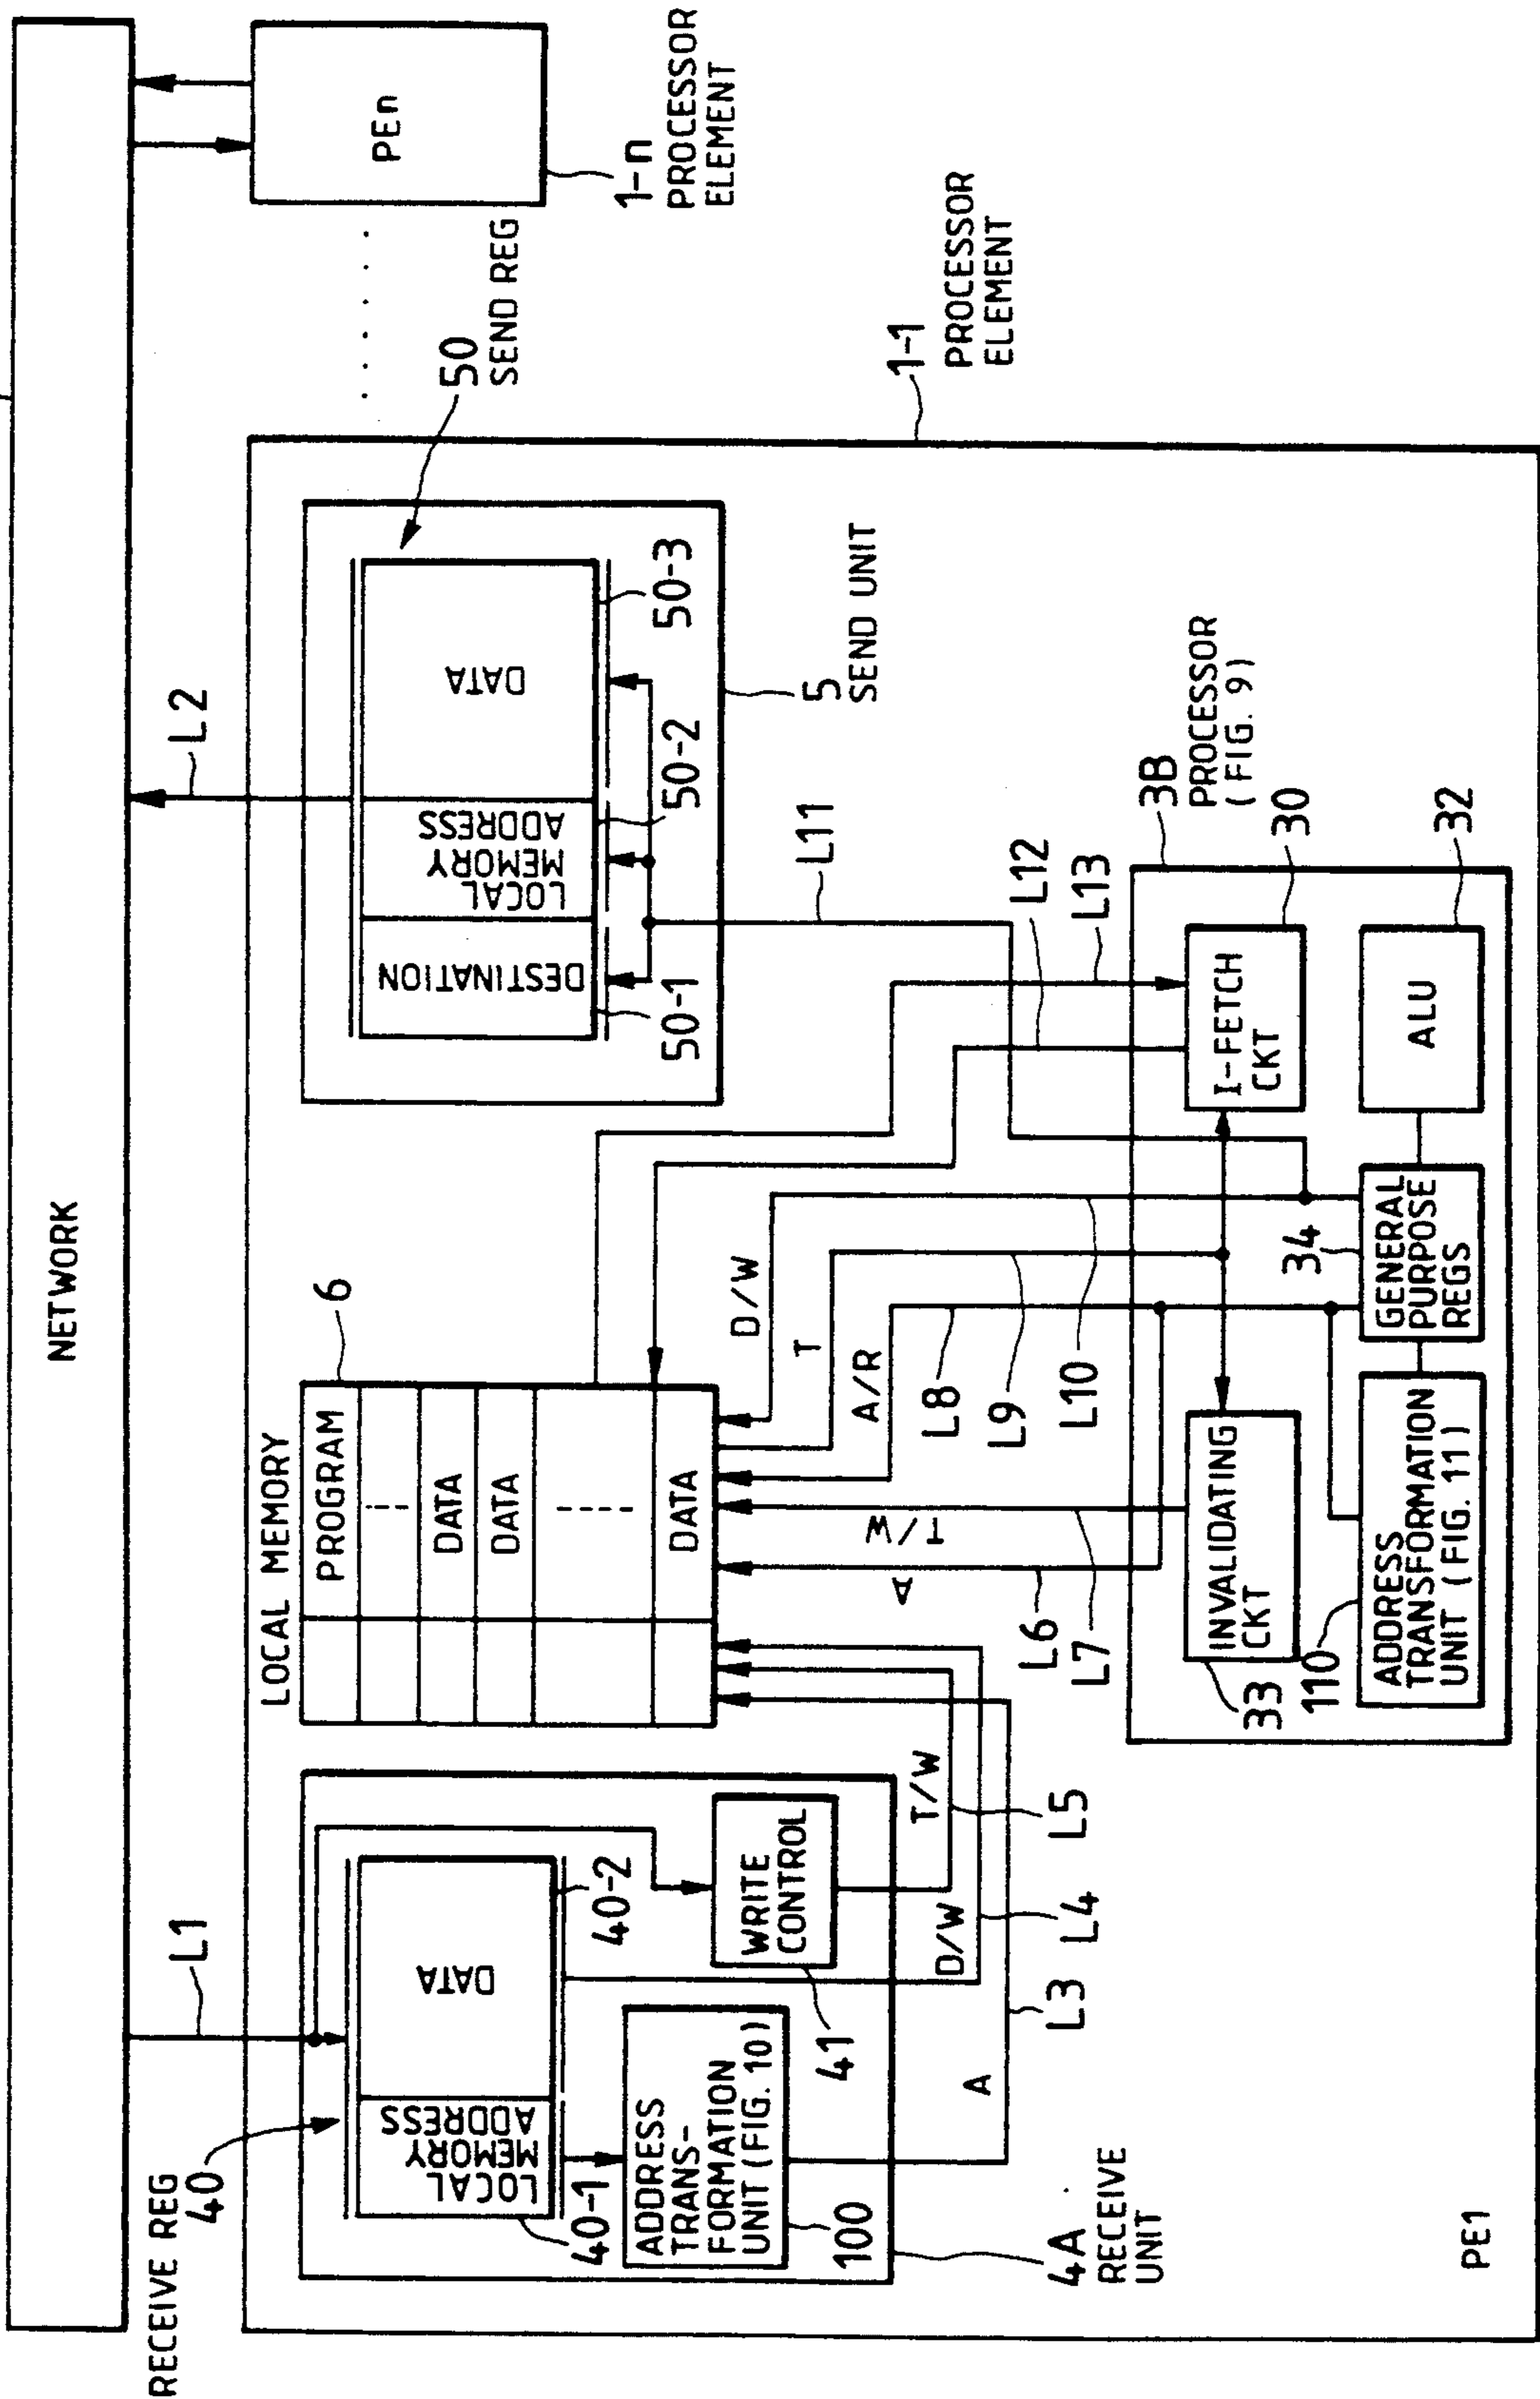 NETWORK
RECEIVE REG
40
L1
L2
PEn
1-n
PROCESSOR
ELEMENT
LOCAL MEMORY
6
50
SEND REG
LOCAL
MEMORY
ADDRESS
DATA
40-1
40-2
ADDRESS
TRANS-
FORMATION
UNIT (FIG. 10)
100
WRITE
CONTROL
41
4A
RECEIVE
UNIT
PROGRAM
DATA
DATA
DATA
DESTINATION
LOCAL
MEMORY
ADDRESS
DATA
50-1
50-2
50-3
5
SEND UNIT
1-1
PROCESSOR
ELEMENT
T/W
D/W
A
L5
L4
L3
A
T/W
A/R
T
D/W
L6
L7
L8
L9
L10
L11
L12
L13
3B
PROCESSOR
(FIG. 9)
INVALIDATING
CKT
33
I-FETCH
CKT
30
110
ADDRESS
TRANSFORMATION
UNIT (FIG. 11)
34
GENERAL
PURPOSE
REGS
ALU
32
PE1